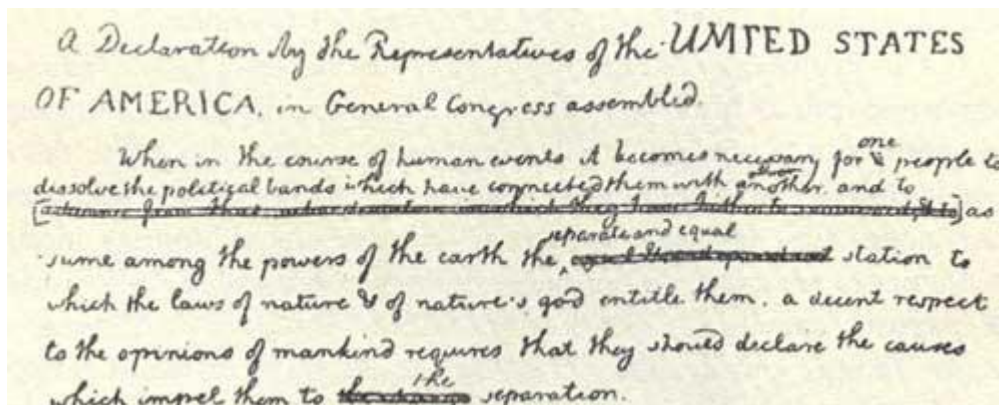 a Declaration by the Representatives of the UNITED STATES
OF AMERICA, in General Congress assembled.
When in the course of human events it becomes necessary for one people to
dissolve the political bands which have connected them with another, and to
as
separate and equal
sume among the powers of the earth the station to
which the laws of nature & of nature's god entitle them, a decent respect
to the opinions of mankind requires that they should declare the causes
the
which impel them to separation.